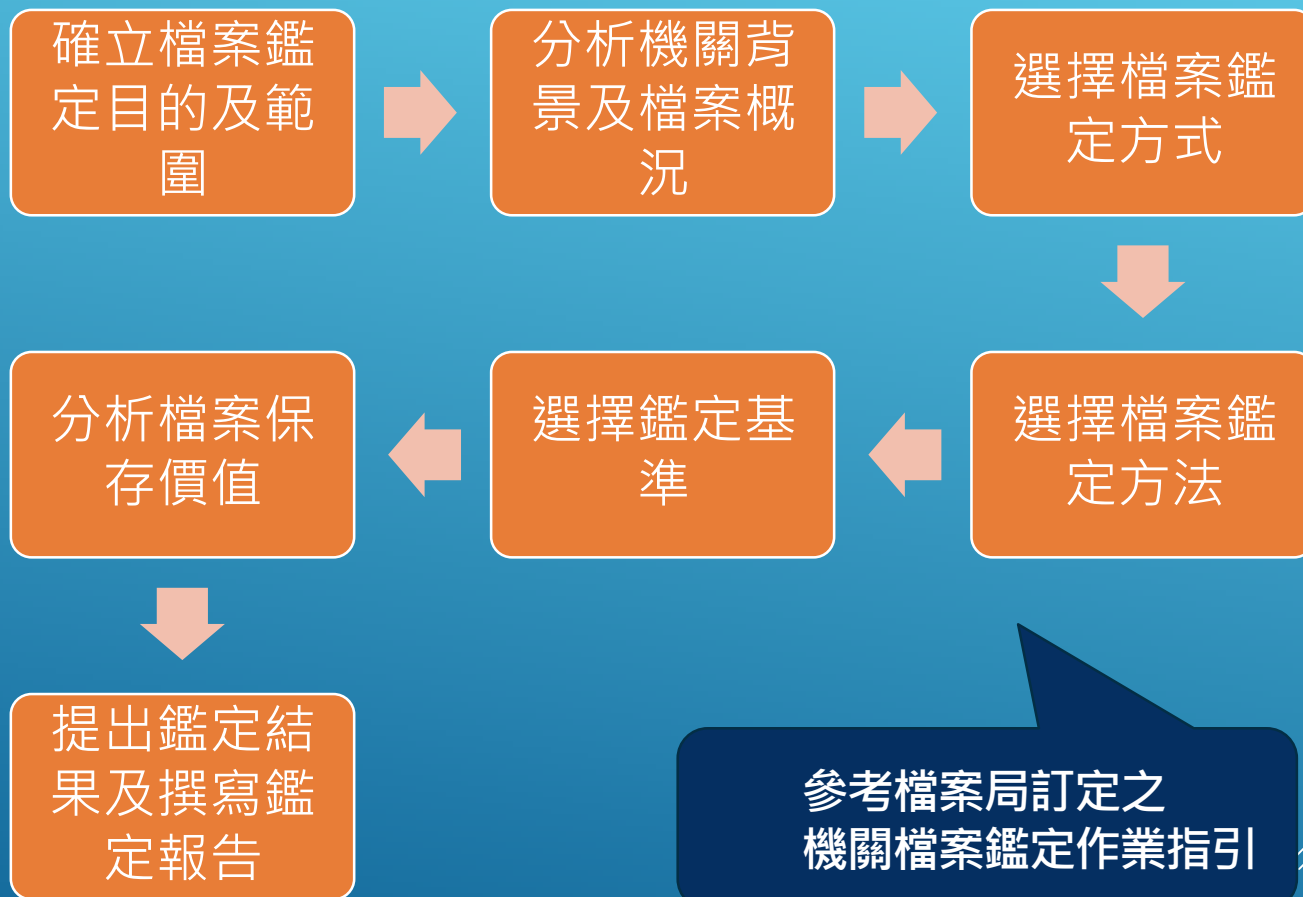 確立檔案鑑
定目的及範
圍
分析機關背
景及檔案概
況
選擇檔案鑑
定方式
選擇檔案鑑
定方法
選擇鑑定基
準
分析檔案保
存價值
提出鑑定結
果及撰寫鑑
定報告
參考檔案局訂定之
機關檔案鑑定作業指引